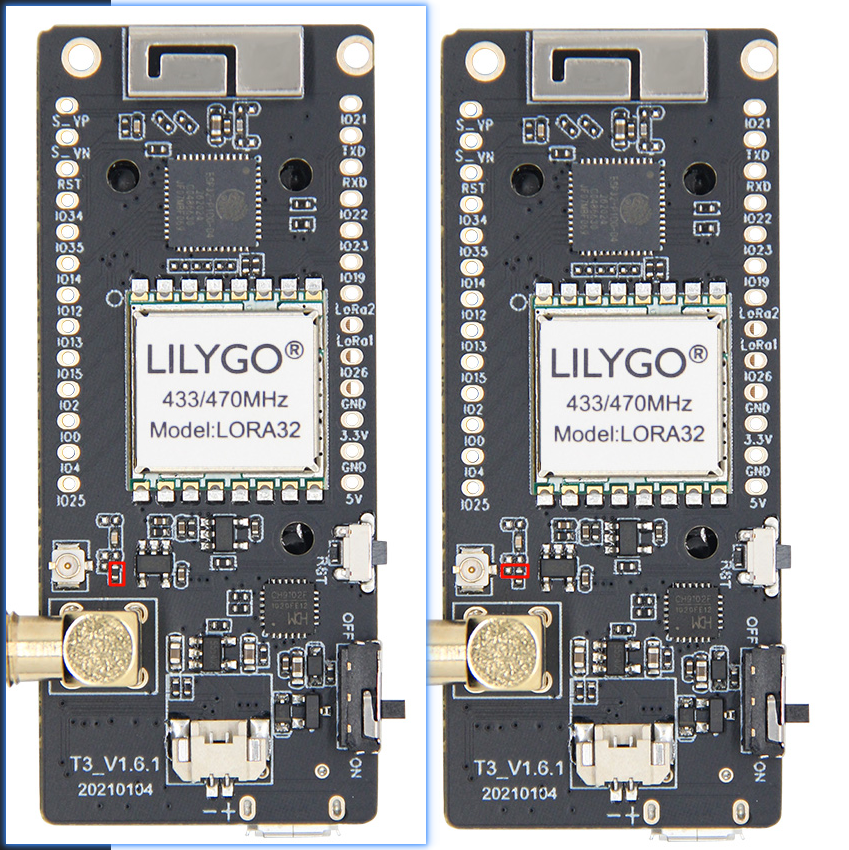 S_VP
S_VN
RST
IO34
IO35
IO14
IO12
IO13
IO15
IO2
IO0
IO4
IO25
IO21
TXD
RXD
IO22
IO23
IO19
LoRa2
LoRa1
IO26
GND
3.3V
GND
5V
LILYGO®
433/470MHz
Model:LORA32
RST
CH9102F
HCM
OFF
ON
T3_V1.6.1
20210104
- +
S_VP
S_VN
RST
IO34
IO35
IO14
IO12
IO13
IO15
IO2
IO0
IO4
IO25
IO21
TXD
RXD
IO22
IO23
IO19
LoRa2
LoRa1
IO26
GND
3.3V
GND
5V
LILYGO®
433/470MHz
Model:LORA32
RST
CH9102F
HCM
OFF
ON
T3_V1.6.1
20210104
- +